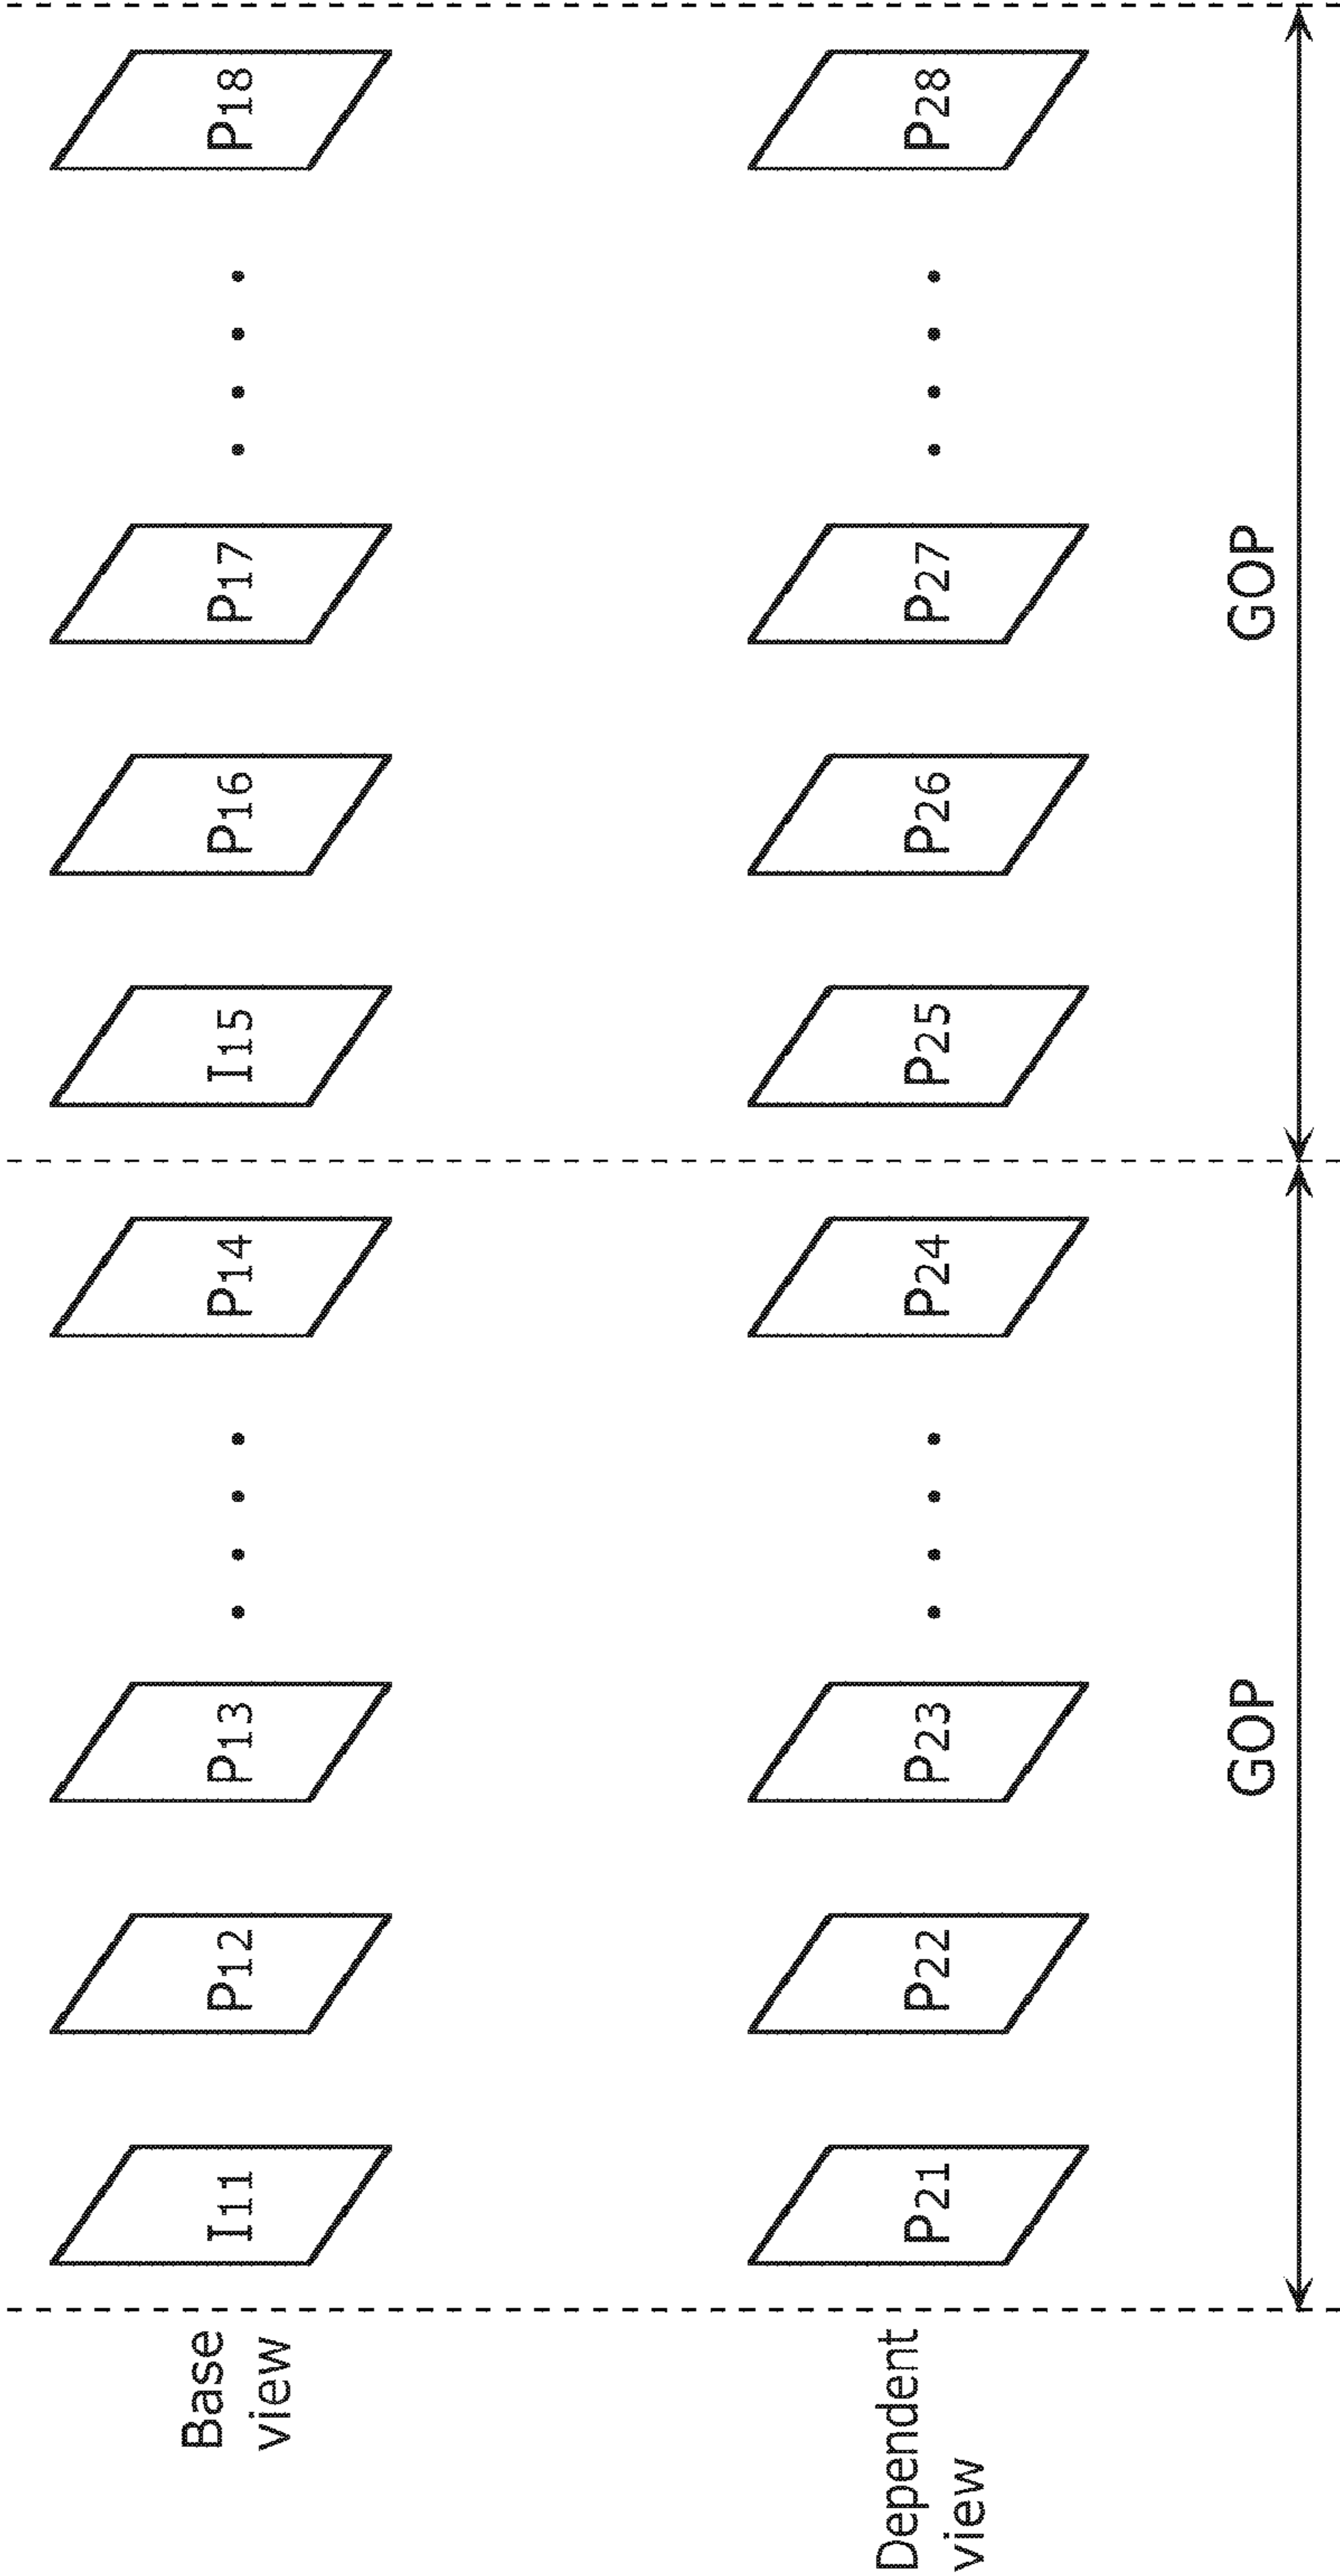 Base
view
I11 P12 P13 P14 I15 P16 P17 P18
Dependent
view
P21 P22 P23 P24 P25 P26 P27 P28
GOP GOP